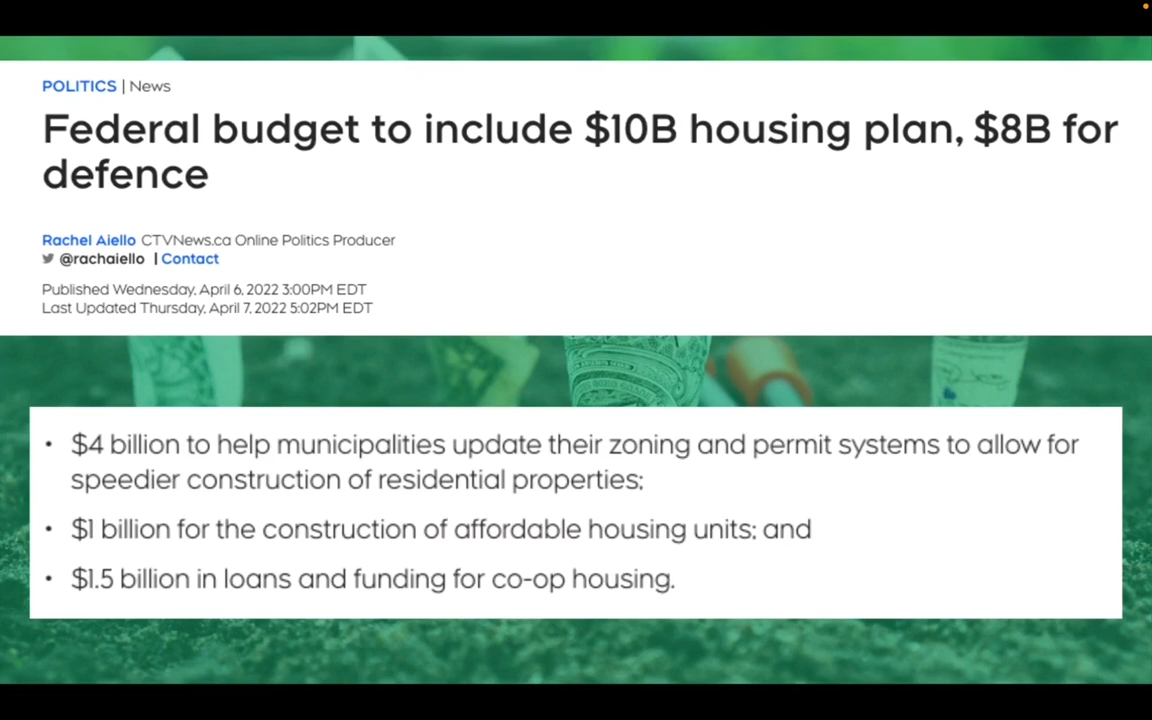 POLITICS | News
Federal budget to include $10B housing plan, $8B for
defence
Rachel Aiello CTVNews.ca Online Politics Producer
@rachaiello | Contact
Published Wednesday, April 6, 2022 3:00PM EDT
Last Updated Thursday, April 7, 2022 5:02PM EDT
• $4 billion to help municipalities update their zoning and permit systems to allow for
speedier construction of residential properties;
• $1 billion for the construction of affordable housing units; and
• $1.5 billion in loans and funding for co-op housing.